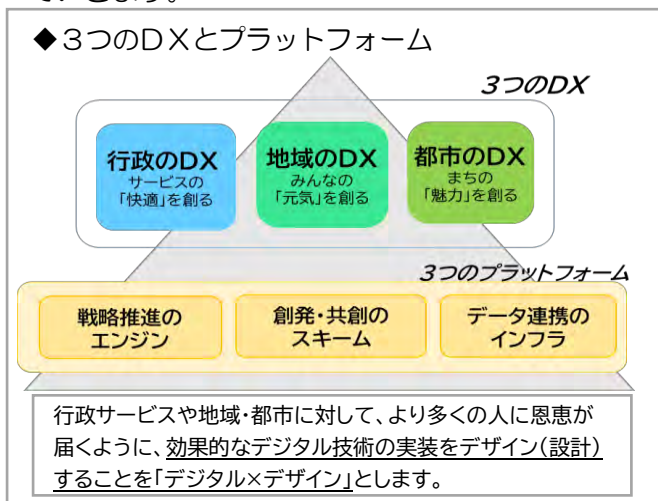 ていきます。
◆3つのDXとプラットフォーム
3つのDX
行政のDX
サービスの
「快適」を創る
地域のDX
みんなの
「元気」を創る
都市のDX
まちの
「魅力」を創る
3つのプラットフォーム
戦略推進の
エンジン
創発・共創の
スキーム
データ連携の
インフラ
行政サービスや地域・都市に対して、より多くの人に恩恵が
届くように、効果的なデジタル技術の実装をデザイン(設計)
することを「デジタル×デザイン」とします。